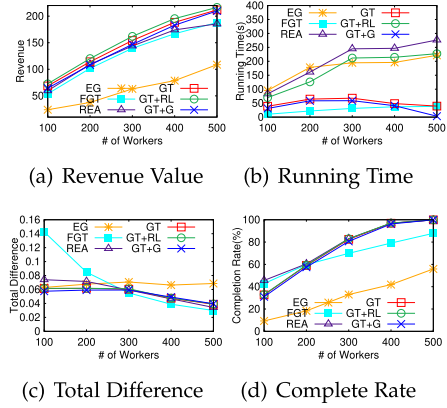 200
150
100
50
Revenue
EG GT
FGT GT+RL
REA GT+G
100 200 300 400 500
# of Workers
(a) Revenue Value
400
350
300
250
200
150
100
50
0
Running Time(s)
EG GT
FGT GT+RL
REA GT+G
100 200 300 400 500
# of Workers
(b) Running Time
0.16
0.14
0.12
0.1
0.08
0.06
0.04
0.02
0
Total Difference
EG GT
FGT GT+RL
REA GT+G
100 200 300 400 500
# of Workers
(c) Total Difference
100
80
60
40
20
0
Completion Rate(%)
EG GT
FGT GT+RL
REA GT+G
100 200 300 400 500
# of Workers
(d) Complete Rate